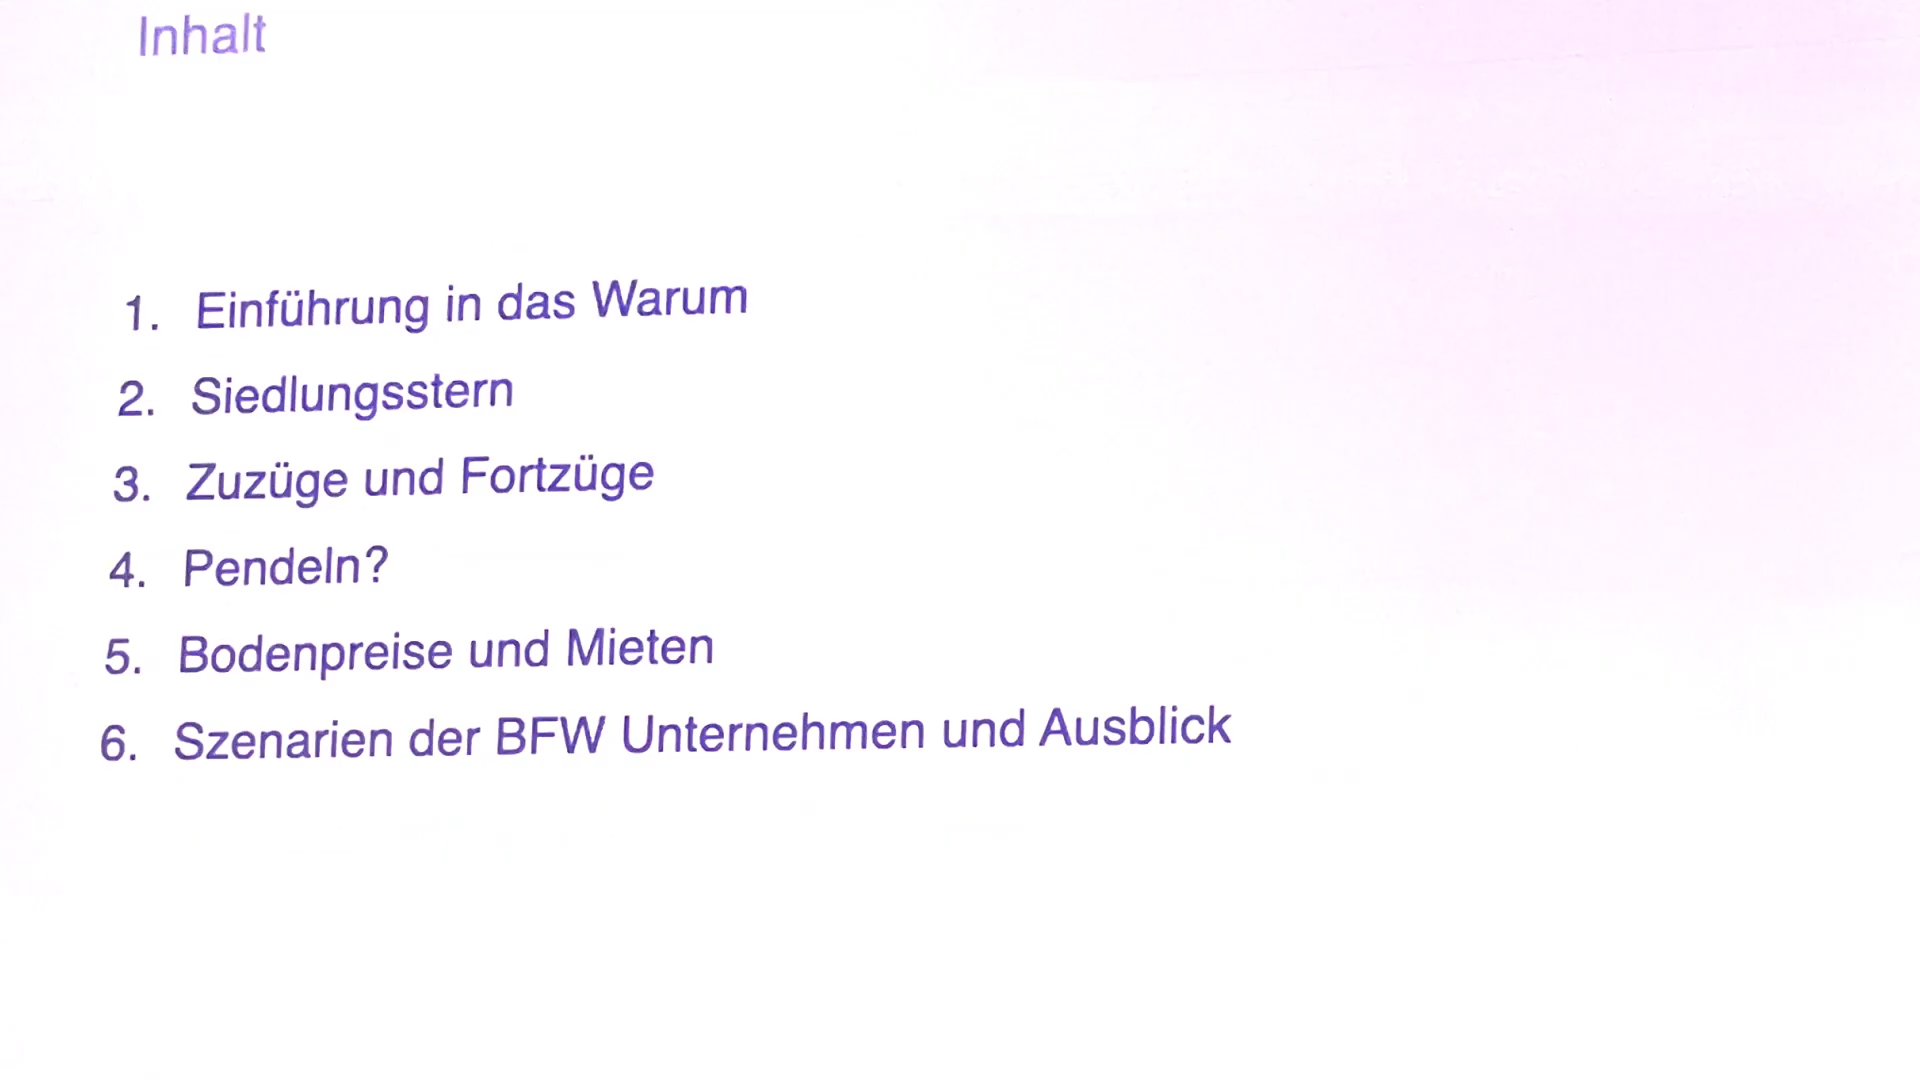 Inhalt
1. Einführung in das Warum
2. Siedlungsstern
3. Zuzüge und Fortzüge
4. Pendeln?
5. Bodenpreise und Mieten
6. Szenarien der BFW Unternehmen und Ausblick